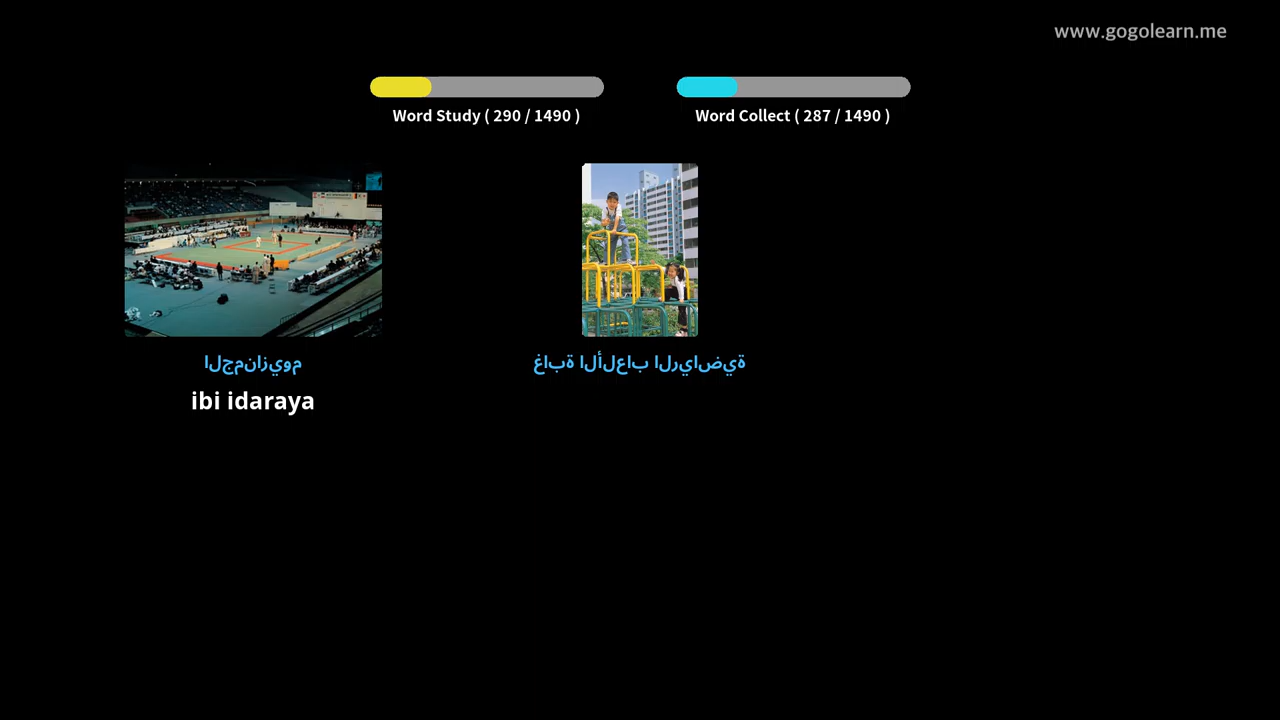 www.gogolearn.me
Word Study ( 290 / 1490 )
Word Collect ( 287 / 1490 )
الجمنازيوم
غابة الألعاب الرياضية
ibi idaraya